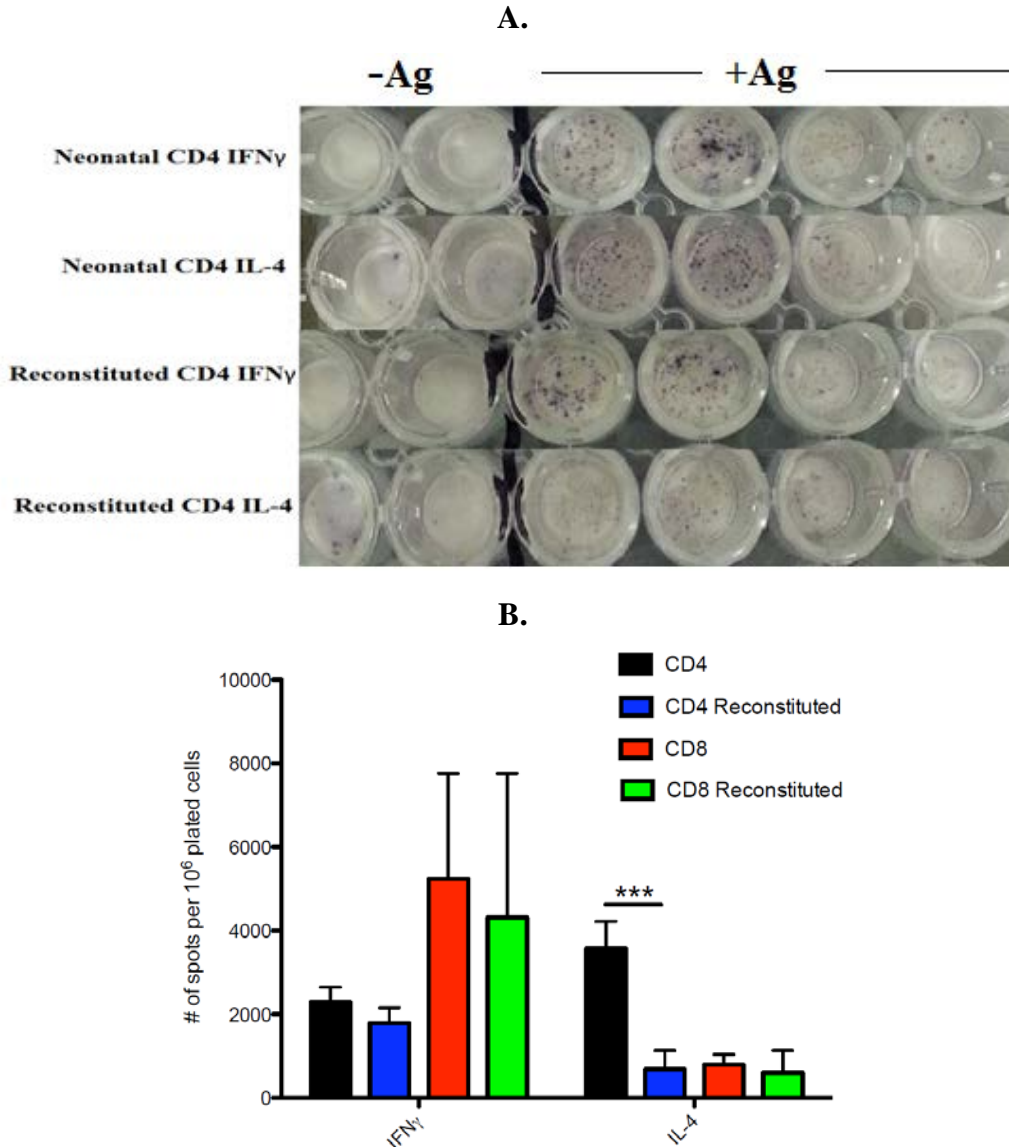 A.
-Ag +Ag
Neonatal CD4 IFNγ
Neonatal CD4 IL-4
Reconstituted CD4 IFNγ
Reconstituted CD4 IL-4
B.
CD4
CD4 Reconstituted
CD8
CD8 Reconstituted
# of spots per 10⁶ plated cells
10000
8000
6000
4000
2000
0
***
IFNγ
IL-4